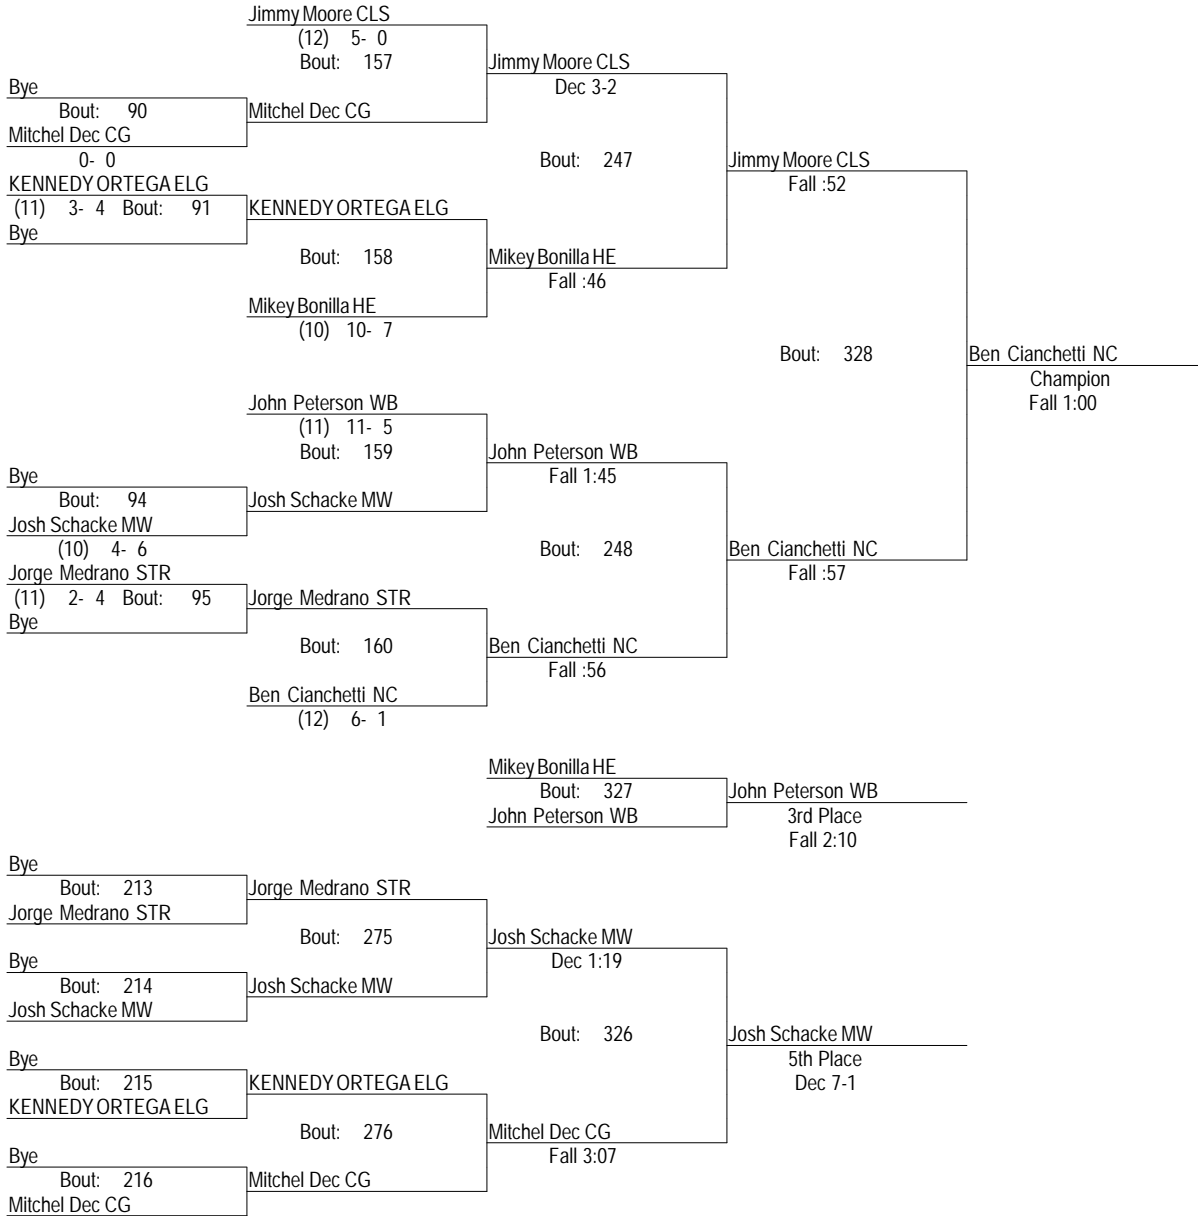 Jimmy Moore CLS
(12) 5- 0
Bout: 157
Jimmy Moore CLS
Dec 3-2
Bye
Bout: 90
Mitchel Dec CG
Mitchel Dec CG
0- 0
Bout: 247
Jimmy Moore CLS
Fall :52
KENNEDY ORTEGA ELG
(11) 3- 4 Bout: 91
KENNEDY ORTEGA ELG
Bye
Bout: 158
Mikey Bonilla HE
Fall :46
Mikey Bonilla HE
(10) 10- 7
Bout: 328
Ben Cianchetti NC
Champion
Fall 1:00
John Peterson WB
(11) 11- 5
Bout: 159
John Peterson WB
Fall 1:45
Bye
Bout: 94
Josh Schacke MW
Josh Schacke MW
(10) 4- 6
Bout: 248
Ben Cianchetti NC
Fall :57
Jorge Medrano STR
(11) 2- 4 Bout: 95
Jorge Medrano STR
Bye
Bout: 160
Ben Cianchetti NC
Fall :56
Ben Cianchetti NC
(12) 6- 1
Mikey Bonilla HE
Bout: 327
John Peterson WB
John Peterson WB
3rd Place
Fall 2:10
Bye
Bout: 213
Jorge Medrano STR
Jorge Medrano STR
Bout: 275
Josh Schacke MW
Dec 1:19
Bye
Bout: 214
Josh Schacke MW
Josh Schacke MW
Bout: 326
Josh Schacke MW
5th Place
Dec 7-1
Bye
Bout: 215
KENNEDY ORTEGA ELG
KENNEDY ORTEGA ELG
Bout: 276
Mitchel Dec CG
Fall 3:07
Bye
Bout: 216
Mitchel Dec CG
Mitchel Dec CG